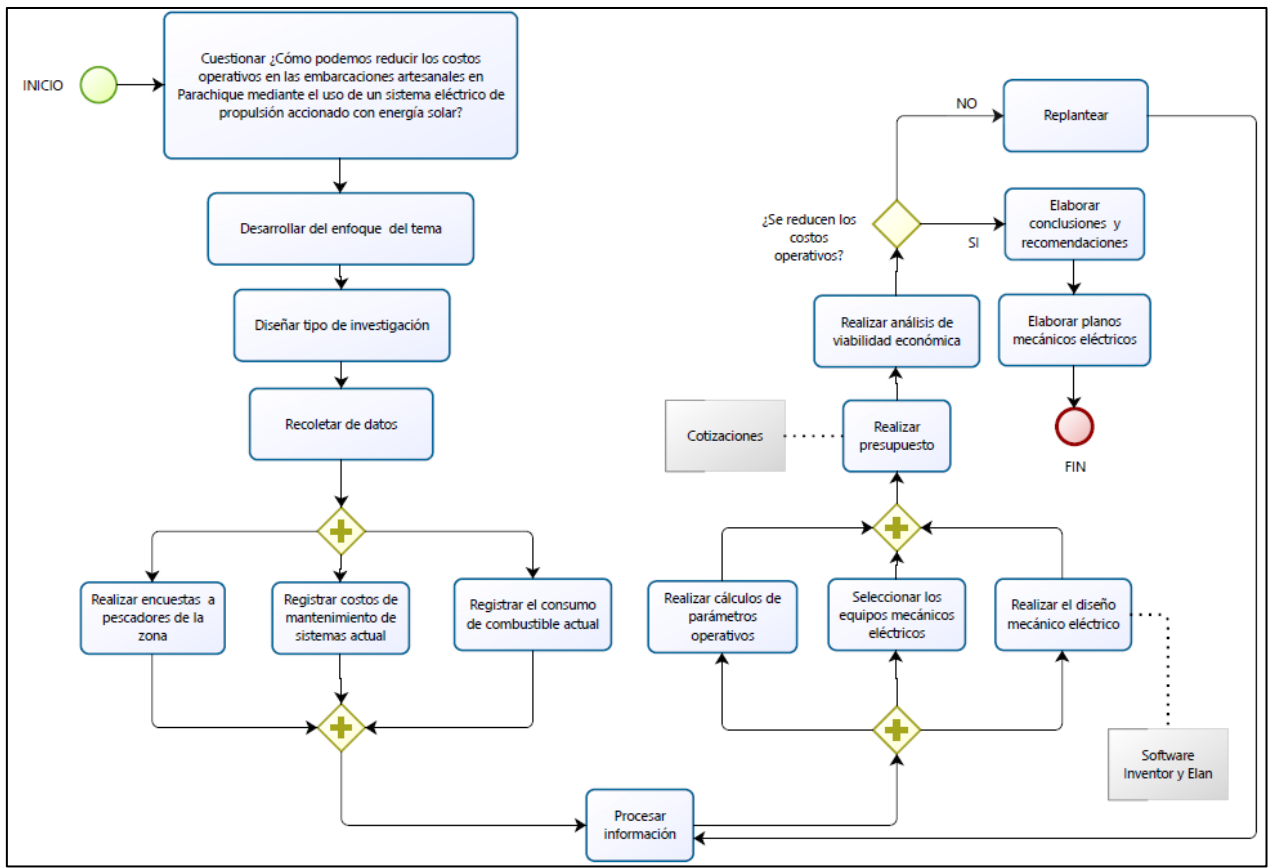 INICIO
Cuestionar ¿Cómo podemos reducir los costos
operativos en las embarcaciones artesanales en
Parachique mediante el uso de un sistema eléctrico de
propulsión accionado con energía solar?
Desarrollar del enfoque  del tema
Diseñar tipo de investigación
Recoletar de datos
Realizar encuestas  a
pescadores de la
zona
Registrar costos de
mantenimiento de
sistemas actual
Registrar el consumo
de combustible actual
Procesar
información
Realizar cálculos de
parámetros
operativos
Seleccionar los
equipos mecánicos
eléctricos
Realizar el diseño
mecánico eléctrico
Software
Inventor y Elan
Realizar
presupuesto
Cotizaciones
Realizar análisis de
viabilidad económica
¿Se reducen los
costos
operativos?
NO
Replantear
SI
Elaborar
conclusiones  y
recomendaciones
Elaborar planos
mecánicos eléctricos
FIN